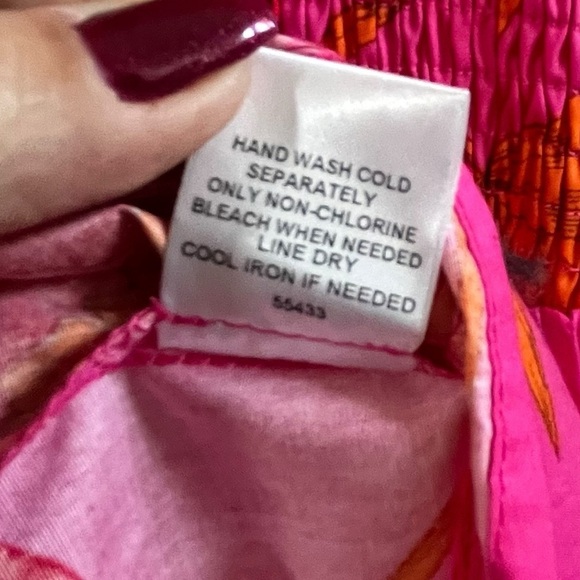 HAND WASH COLD
SEPARATELY
ONLY NON-CHLORINE
BLEACH WHEN NEEDED
LINE DRY
COOL IRON IF NEEDED
55433